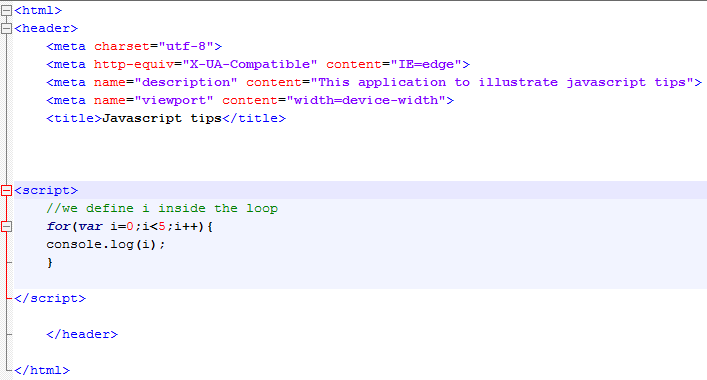 <html>
<header>
<meta charset="utf-8">
<meta http-equiv="X-UA-Compatible" content="IE=edge">
<meta name="description" content="This application to illustrate javascript tips">
<meta name="viewport" content="width=device-width">
<title>Javascript tips</title>
<script>
//we define i inside the loop
for(var i=0;i<5;i++){
console.log(i);
}
</script>
</header>
</html>